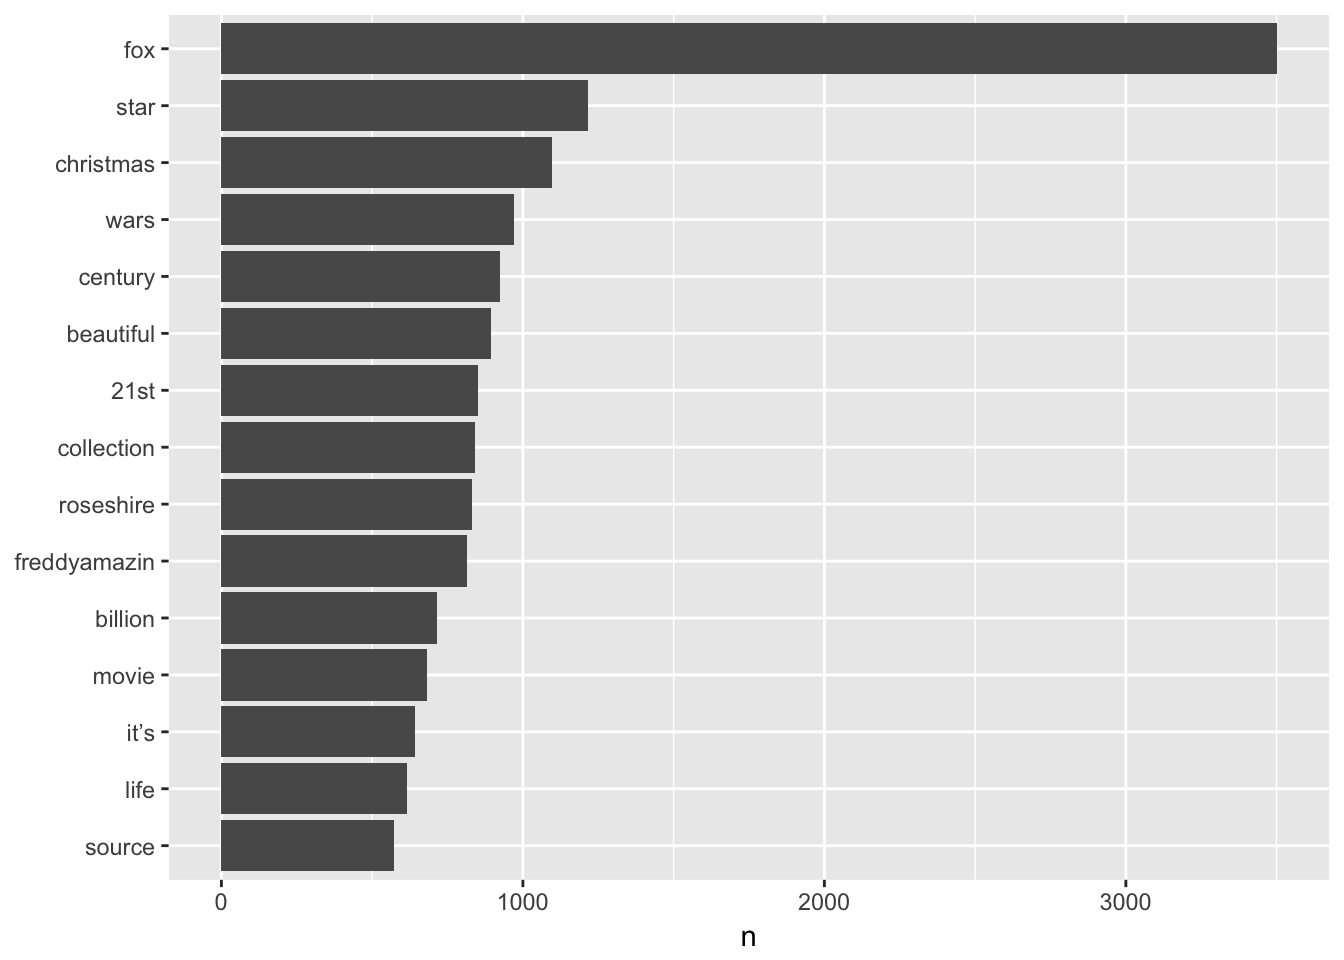 fox
star
christmas
wars
century
beautiful
21st
collection
roseshire
freddyamazin
billion
movie
it’s
life
source
0 1000 2000 3000
n